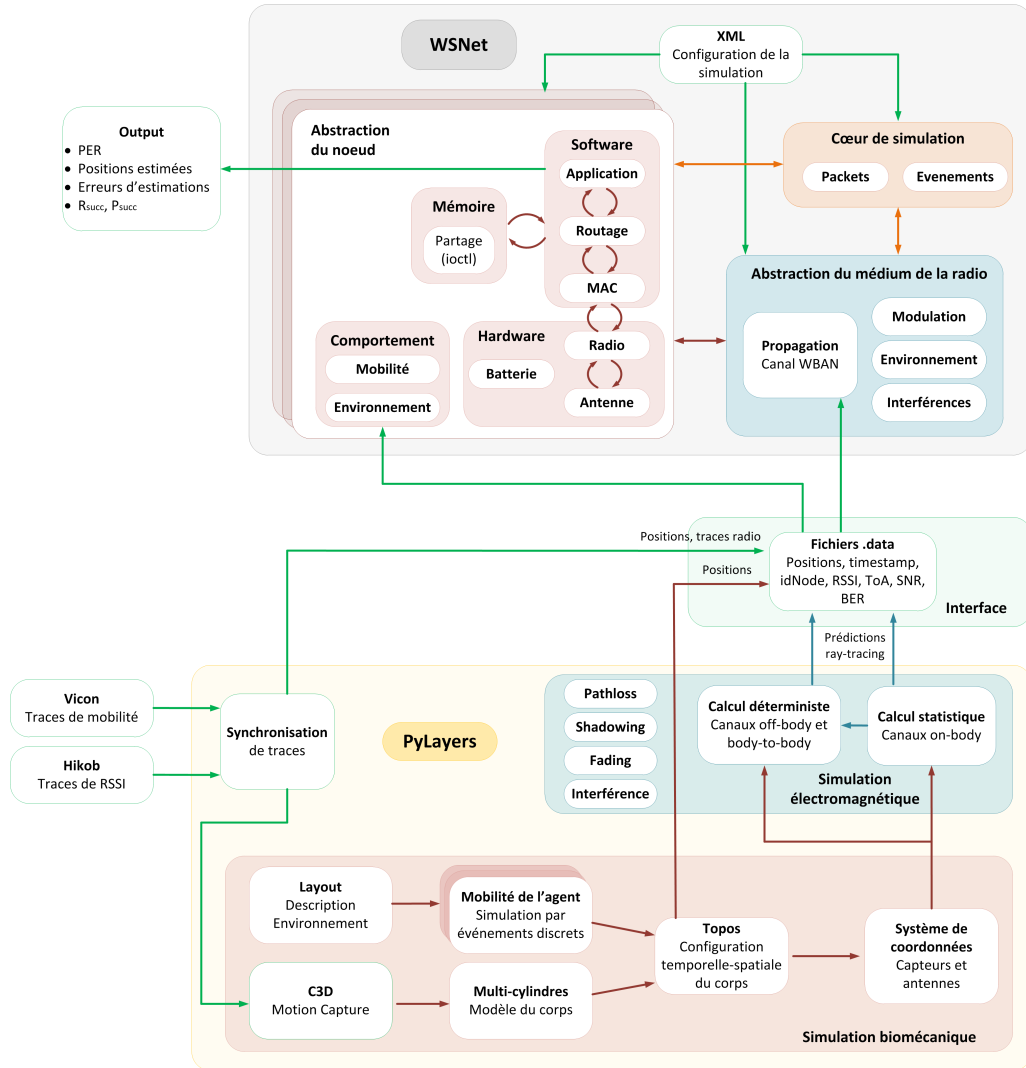 WSNet
XML
Configuration de la
simulation
Output
• PER
• Positions estimées
• Erreurs d’estimations
• Rsucc, Psucc
Abstraction
du noeud
Software
Application
Routage
MAC
Mémoire
Partage
(ioctl)
Comportement
Mobilité
Environnement
Hardware
Batterie
Radio
Antenne
Cœur de simulation
Packets
Evenements
Abstraction du médium de la radio
Propagation
Canal WBAN
Modulation
Environnement
Interférences
Positions, traces radio
Positions
Fichiers .data
Positions, timestamp,
idNode, RSSI, ToA, SNR,
BER
Interface
Prédictions
ray-tracing
Vicon
Traces de mobilité
Hikob
Traces de RSSI
Synchronisation
de traces
PyLayers
Pathloss
Shadowing
Fading
Interférence
Calcul déterministe
Canaux off-body et
body-to-body
Calcul statistique
Canaux on-body
Simulation
électromagnétique
Layout
Description
Environnement
Mobilité de l’agent
Simulation par
événements discrets
C3D
Motion Capture
Multi-cylindres
Modèle du corps
Topos
Configuration
temporelle-spatiale
du corps
Système de
coordonnées
Capteurs et
antennes
Simulation biomécanique